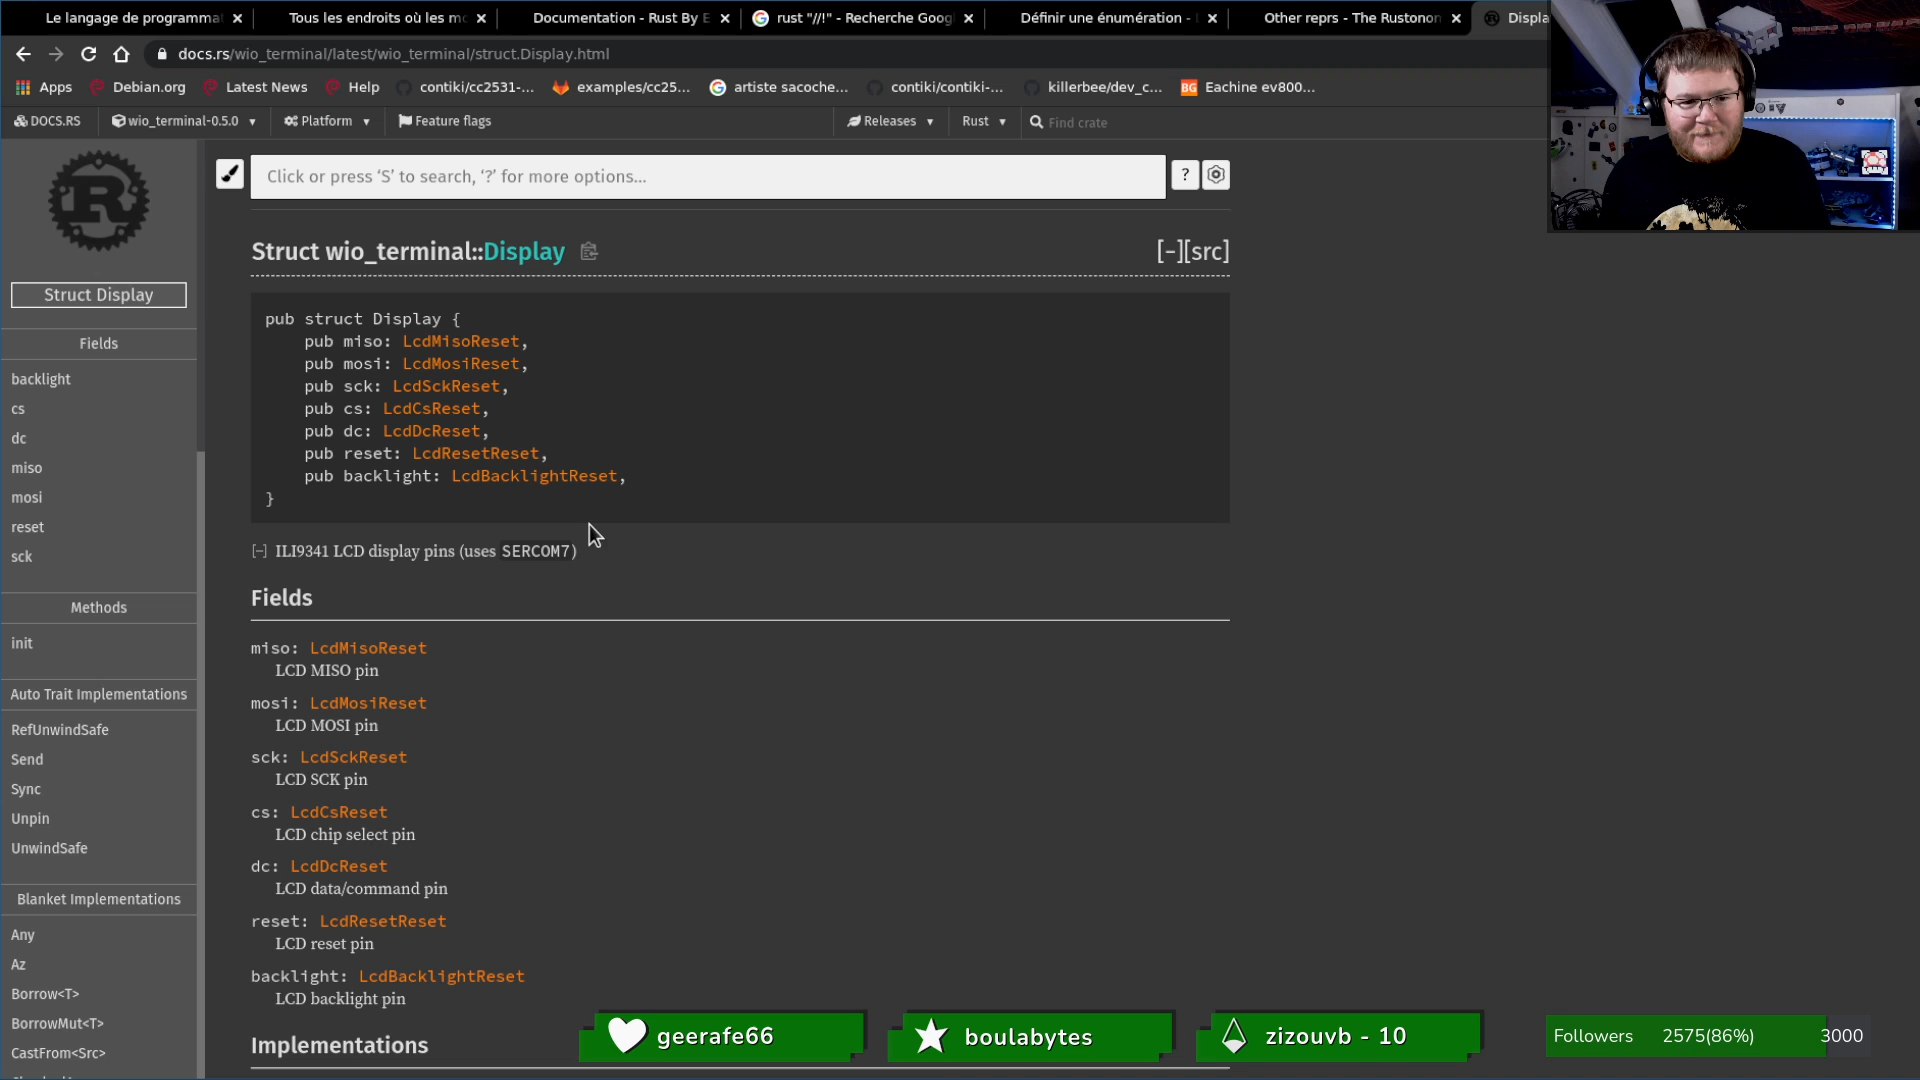 Le langage de programma
Tous les endroits où les mo
Documentation - Rust By E
rust "//!" - Recherche Goog
Définir une énumération - L
Other reprs - The Rustonon
Displa
docs.rs/wio_terminal/latest/wio_terminal/struct.Display.html
Apps
Debian.org
Latest News
Help
contiki/cc2531-...
examples/cc25...
artiste sacoche...
contiki/contiki-...
killerbee/dev_c...
BG
Eachine ev800...
DOCS.RS
wio_terminal-0.5.0
Platform
Feature flags
Releases
Rust
Find crate
R
Click or press ‘S’ to search, ‘?’ for more options...
?
Struct wio_terminal::Display
[−][src]
Struct Display
Fields
backlight
cs
dc
miso
mosi
reset
sck
Methods
init
Auto Trait Implementations
RefUnwindSafe
Send
Sync
Unpin
UnwindSafe
Blanket Implementations
Any
Az
Borrow<T>
BorrowMut<T>
CastFrom<Src>
pub struct Display {
pub miso: LcdMisoReset,
pub mosi: LcdMosiReset,
pub sck: LcdSckReset,
pub cs: LcdCsReset,
pub dc: LcdDcReset,
pub reset: LcdResetReset,
pub backlight: LcdBacklightReset,
}
[−] ILI9341 LCD display pins (uses SERCOM7)
Fields
miso: LcdMisoReset
LCD MISO pin
mosi: LcdMosiReset
LCD MOSI pin
sck: LcdSckReset
LCD SCK pin
cs: LcdCsReset
LCD chip select pin
dc: LcdDcReset
LCD data/command pin
reset: LcdResetReset
LCD reset pin
backlight: LcdBacklightReset
LCD backlight pin
Implementations
geerafe66
boulabytes
zizouvb - 10
Followers 2575(86%) 3000